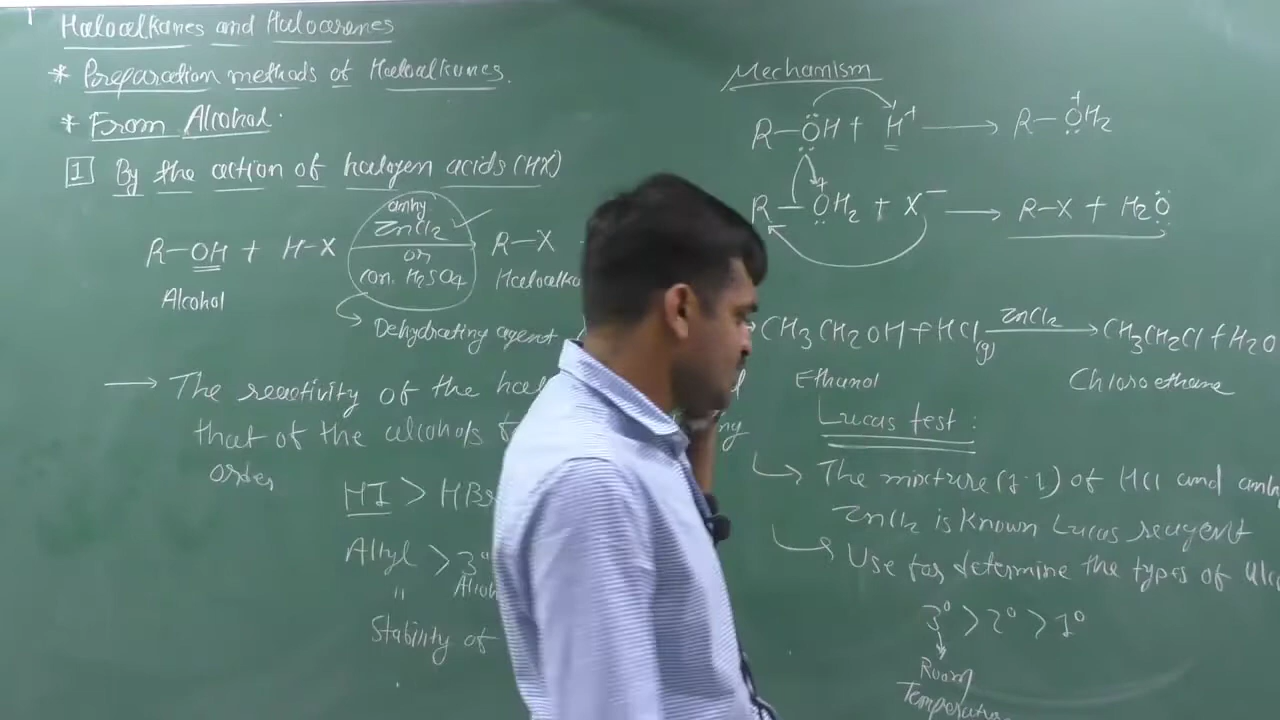 Haloalkanes and Haloarenes
* Preparation methods of Haloalkanes.
* From Alcohol.
1 By the action of halogen acids (HX)
R-OH + H-X anhy ZnCl2 or con. H2SO4 R-X
Alcohol Haloalka
Dehydrating agent
→ The reactivity of the
that of the alcohols
order
HI > HBr
Allyl > 3°
" Alcoh
Stability of
Mechanism
R-ÖH + H⁺ → R-ÖH2⁺
R-ÖH2⁺ + X⁻ → R-X + H2Ö
CH3CH2OH + HCl(g) ZnCl2→ CH3CH2Cl + H2O
Ethanol Chloroethane
Lucas test :
The mixture (1:1) of HCl and anhy
ZnCl2 is known Lucas reagent
Use for determine the types of Alc
3° > 2° > 1°
Room
Temperature